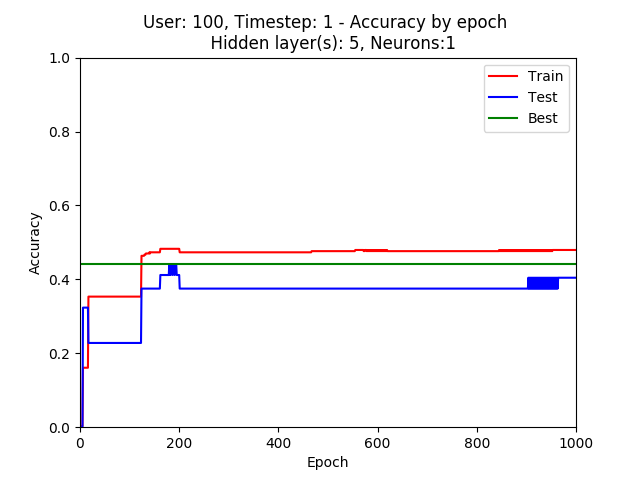 User: 100, Timestep: 1 - Accuracy by epoch
Hidden layer(s): 5, Neurons:1
1.0
0.8
0.6
0.4
0.2
0.0
Accuracy
Train
Test
Best
0 200 400 600 800 1000
Epoch